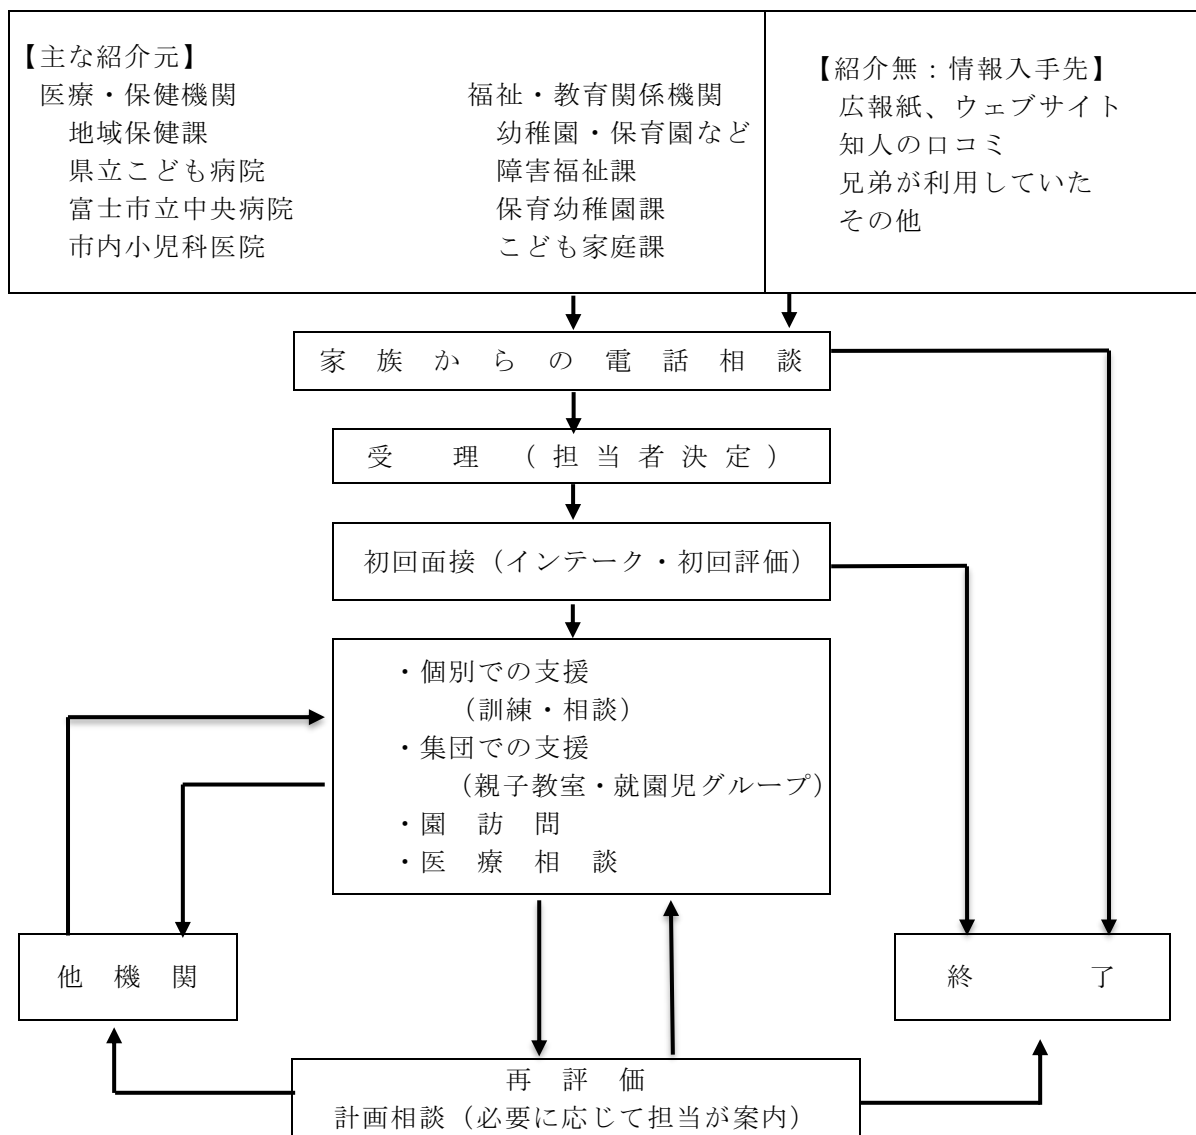 【主な紹介元】
医療・保健機関
地域保健課
県立こども病院
富士市立中央病院
市内小児科医院
福祉・教育関係機関
幼稚園・保育園など
障害福祉課
保育幼稚園課
こども家庭課
【紹介無：情報入手先】
広報紙、ウェブサイト
知人の口コミ
兄弟が利用していた
その他
家族からの電話相談
受理（担当者決定）
初回面接（インテーク・初回評価）
・個別での支援
（訓練・相談）
・集団での支援
（親子教室・就園児グループ）
・園訪問
・医療相談
他機関
終了
再評価
計画相談（必要に応じて担当が案内）